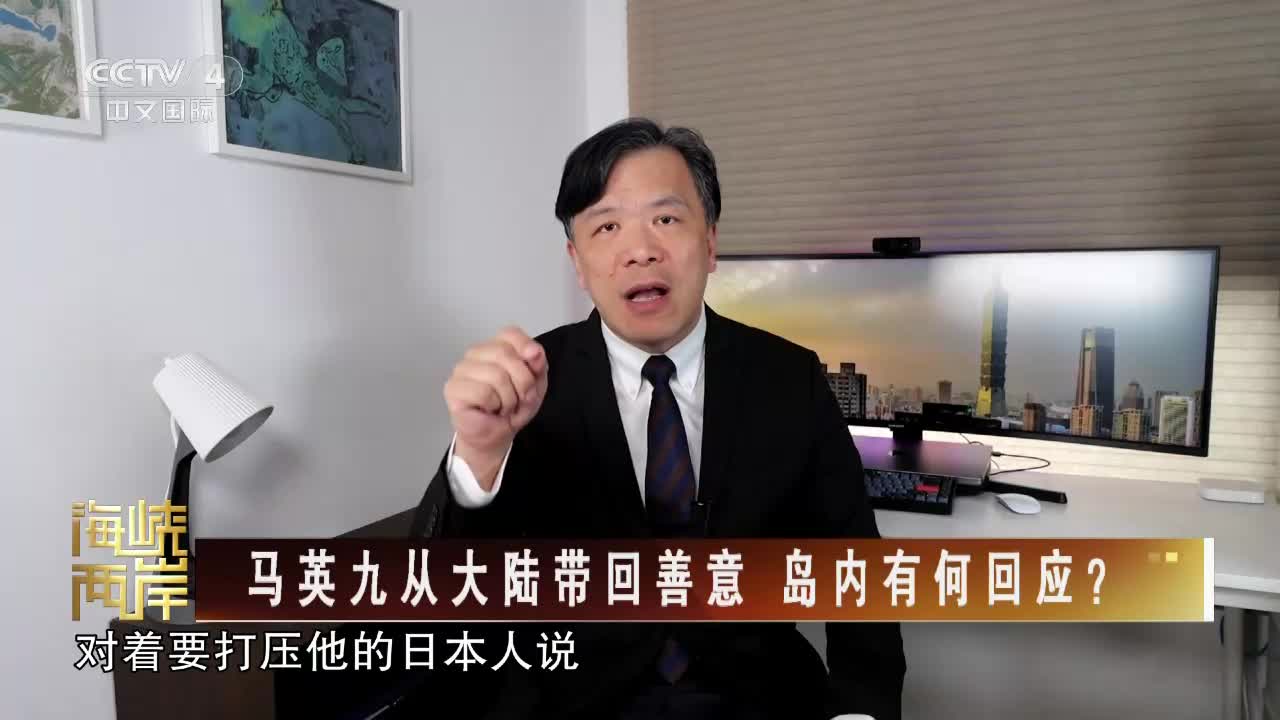 CCTV 4
中文国际
海峡
两岸
马英九从大陆带回善意 岛内有何回应?
对着要打压他的日本人说